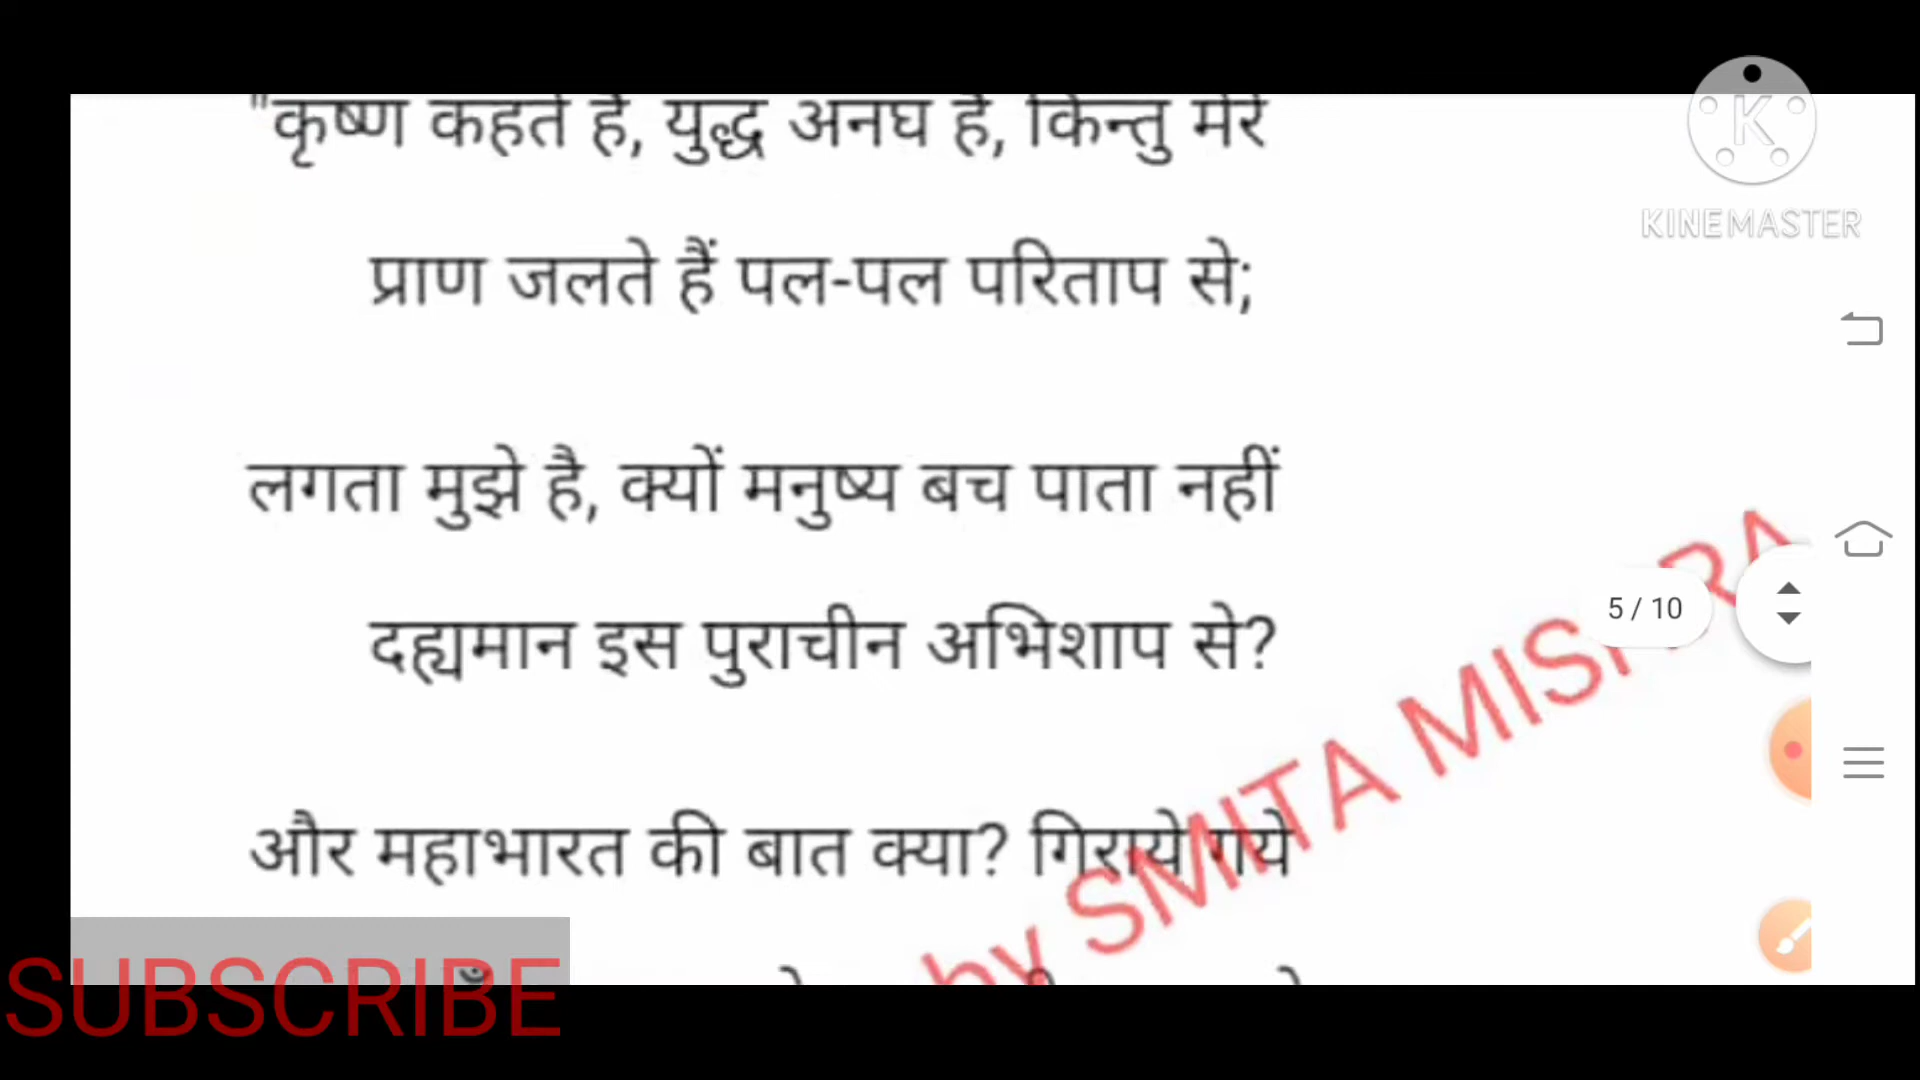 "कृष्ण कहते हैं, युद्ध अनघ है, किन्तु मेरे
प्राण जलते हैं पल-पल परिताप से;
लगता मुझे है, क्यों मनुष्य बच पाता नहीं
दह्यमान इस पुराचीन अभिशाप से?
और महाभारत की बात क्या? गिराये गये
by SMITA MISHRA
5 / 10
K
KINEMASTER
SUBSCRIBE